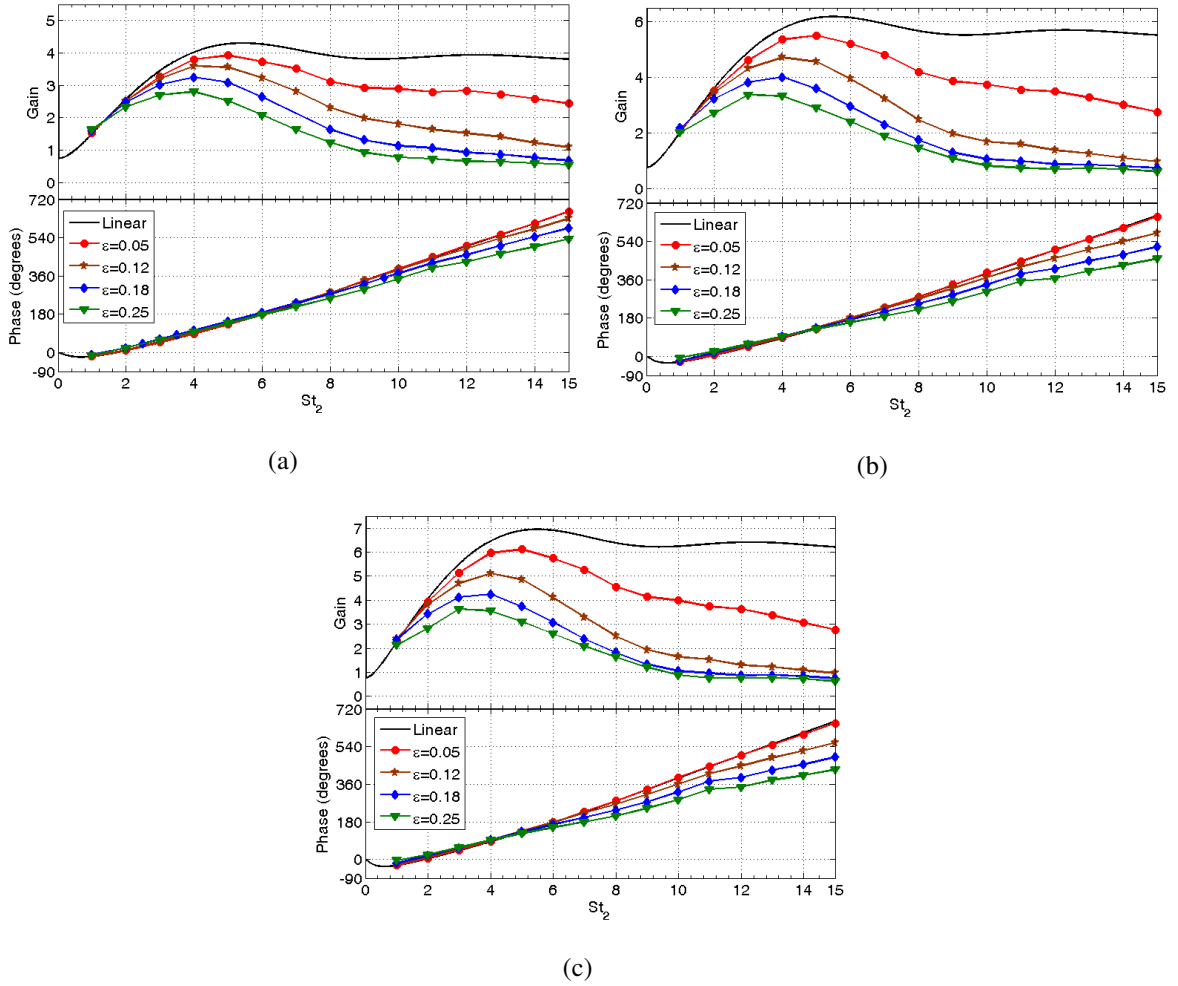 5
4
3
2
1
0
Gain
720
540
360
180
0
-90
Phase (degrees)
Linear
ε=0.05
ε=0.12
ε=0.18
ε=0.25
0 2 4 6 8 10 12 14 15
St2
(a)
6
4
2
0
Gain
720
540
360
180
0
-90
Phase (degrees)
Linear
ε=0.05
ε=0.12
ε=0.18
ε=0.25
0 2 4 6 8 10 12 14 15
St2
(b)
7
6
5
4
3
2
1
0
Gain
720
540
360
180
0
-90
Phase (degrees)
Linear
ε=0.05
ε=0.12
ε=0.18
ε=0.25
0 2 4 6 8 10 12 14 15
St2
(c)